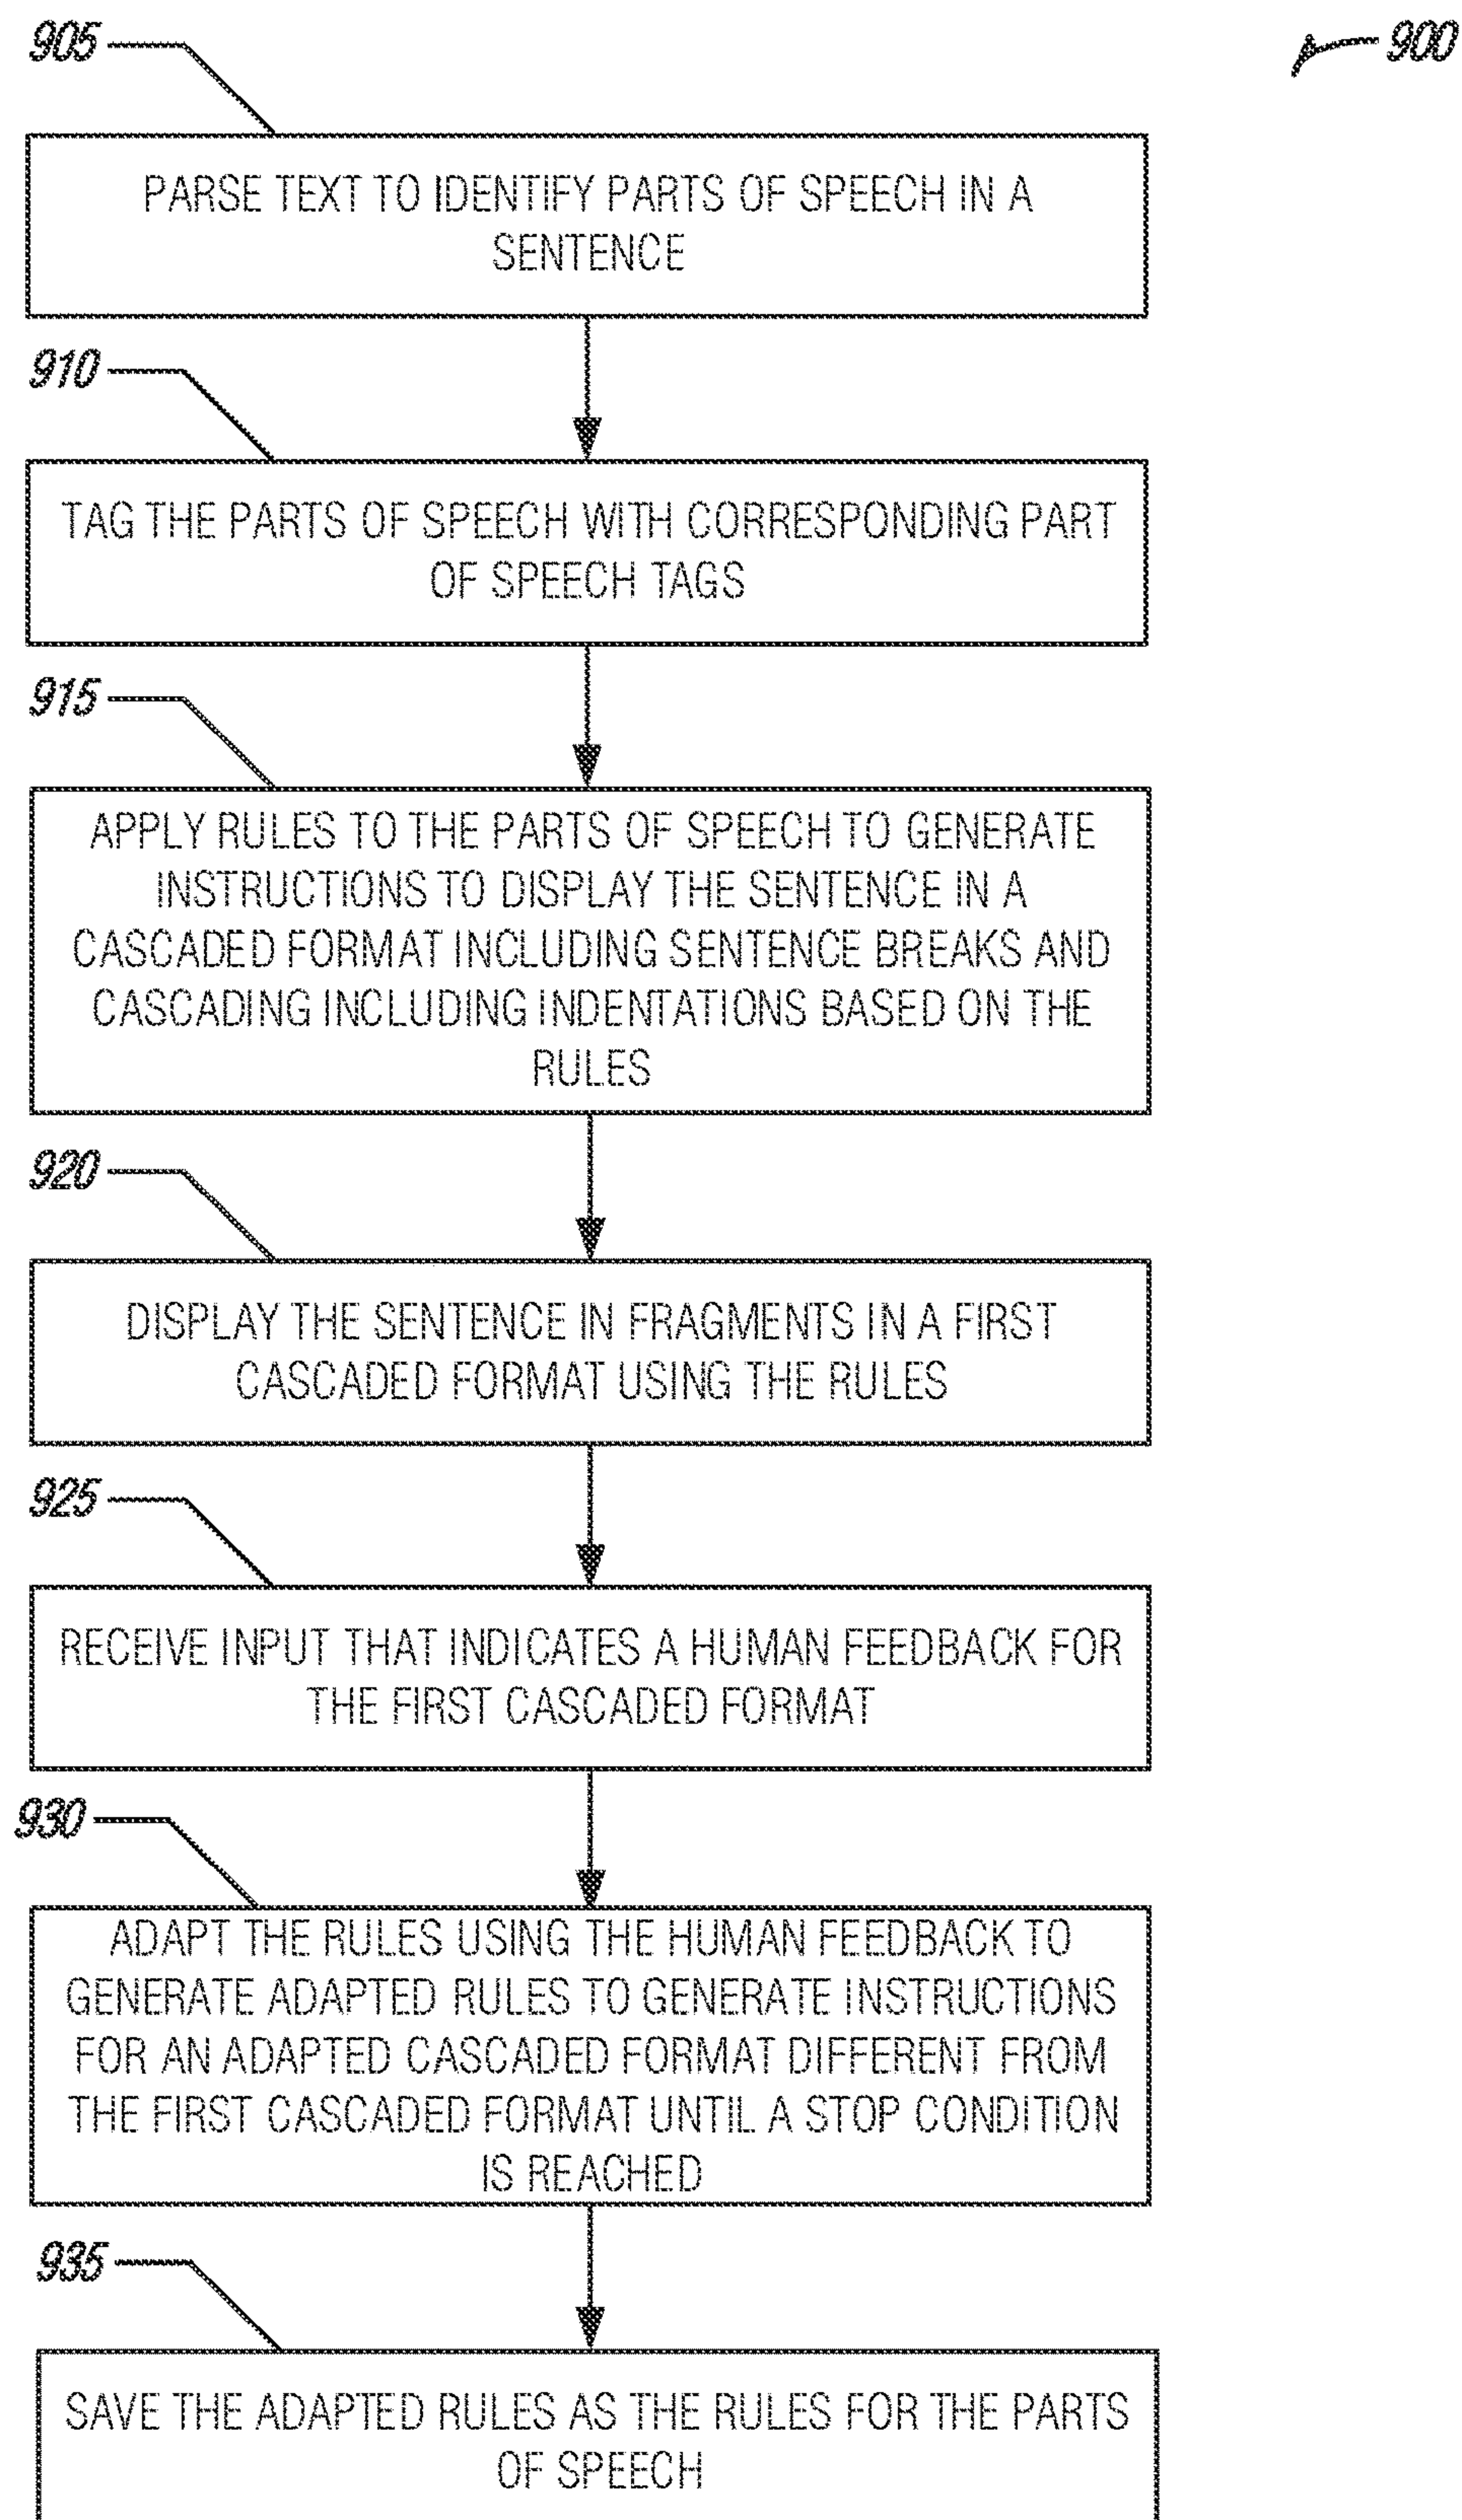 905
900
PARSE TEXT TO IDENTIFY PARTS OF SPEECH IN A
SENTENCE
910
TAG THE PARTS OF SPEECH WITH CORRESPONDING PART
OF SPEECH TAGS
915
APPLY RULES TO THE PARTS OF SPEECH TO GENERATE
INSTRUCTIONS TO DISPLAY THE SENTENCE IN A
CASCADED FORMAT INCLUDING SENTENCE BREAKS AND
CASCADING INCLUDING INDENTATIONS BASED ON THE
RULES
920
DISPLAY THE SENTENCE IN FRAGMENTS IN A FIRST
CASCADED FORMAT USING THE RULES
925
RECEIVE INPUT THAT INDICATES A HUMAN FEEDBACK FOR
THE FIRST CASCADED FORMAT
930
ADAPT THE RULES USING THE HUMAN FEEDBACK TO
GENERATE ADAPTED RULES TO GENERATE INSTRUCTIONS
FOR AN ADAPTED CASCADED FORMAT DIFFERENT FROM
THE FIRST CASCADED FORMAT UNTIL A STOP CONDITION
IS REACHED
935
SAVE THE ADAPTED RULES AS THE RULES FOR THE PARTS
OF SPEECH